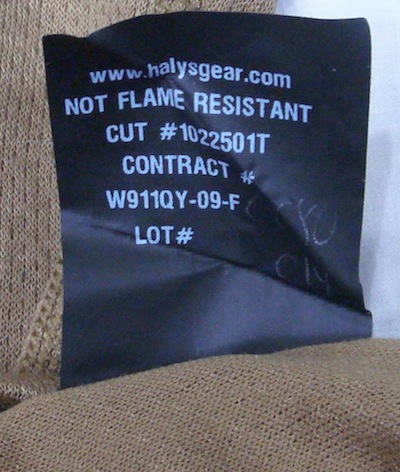 www.halysgear.com
NOT FLAME RESISTANT
CUT #1022501T
CONTRACT #
W911QY-09-F
LOT#